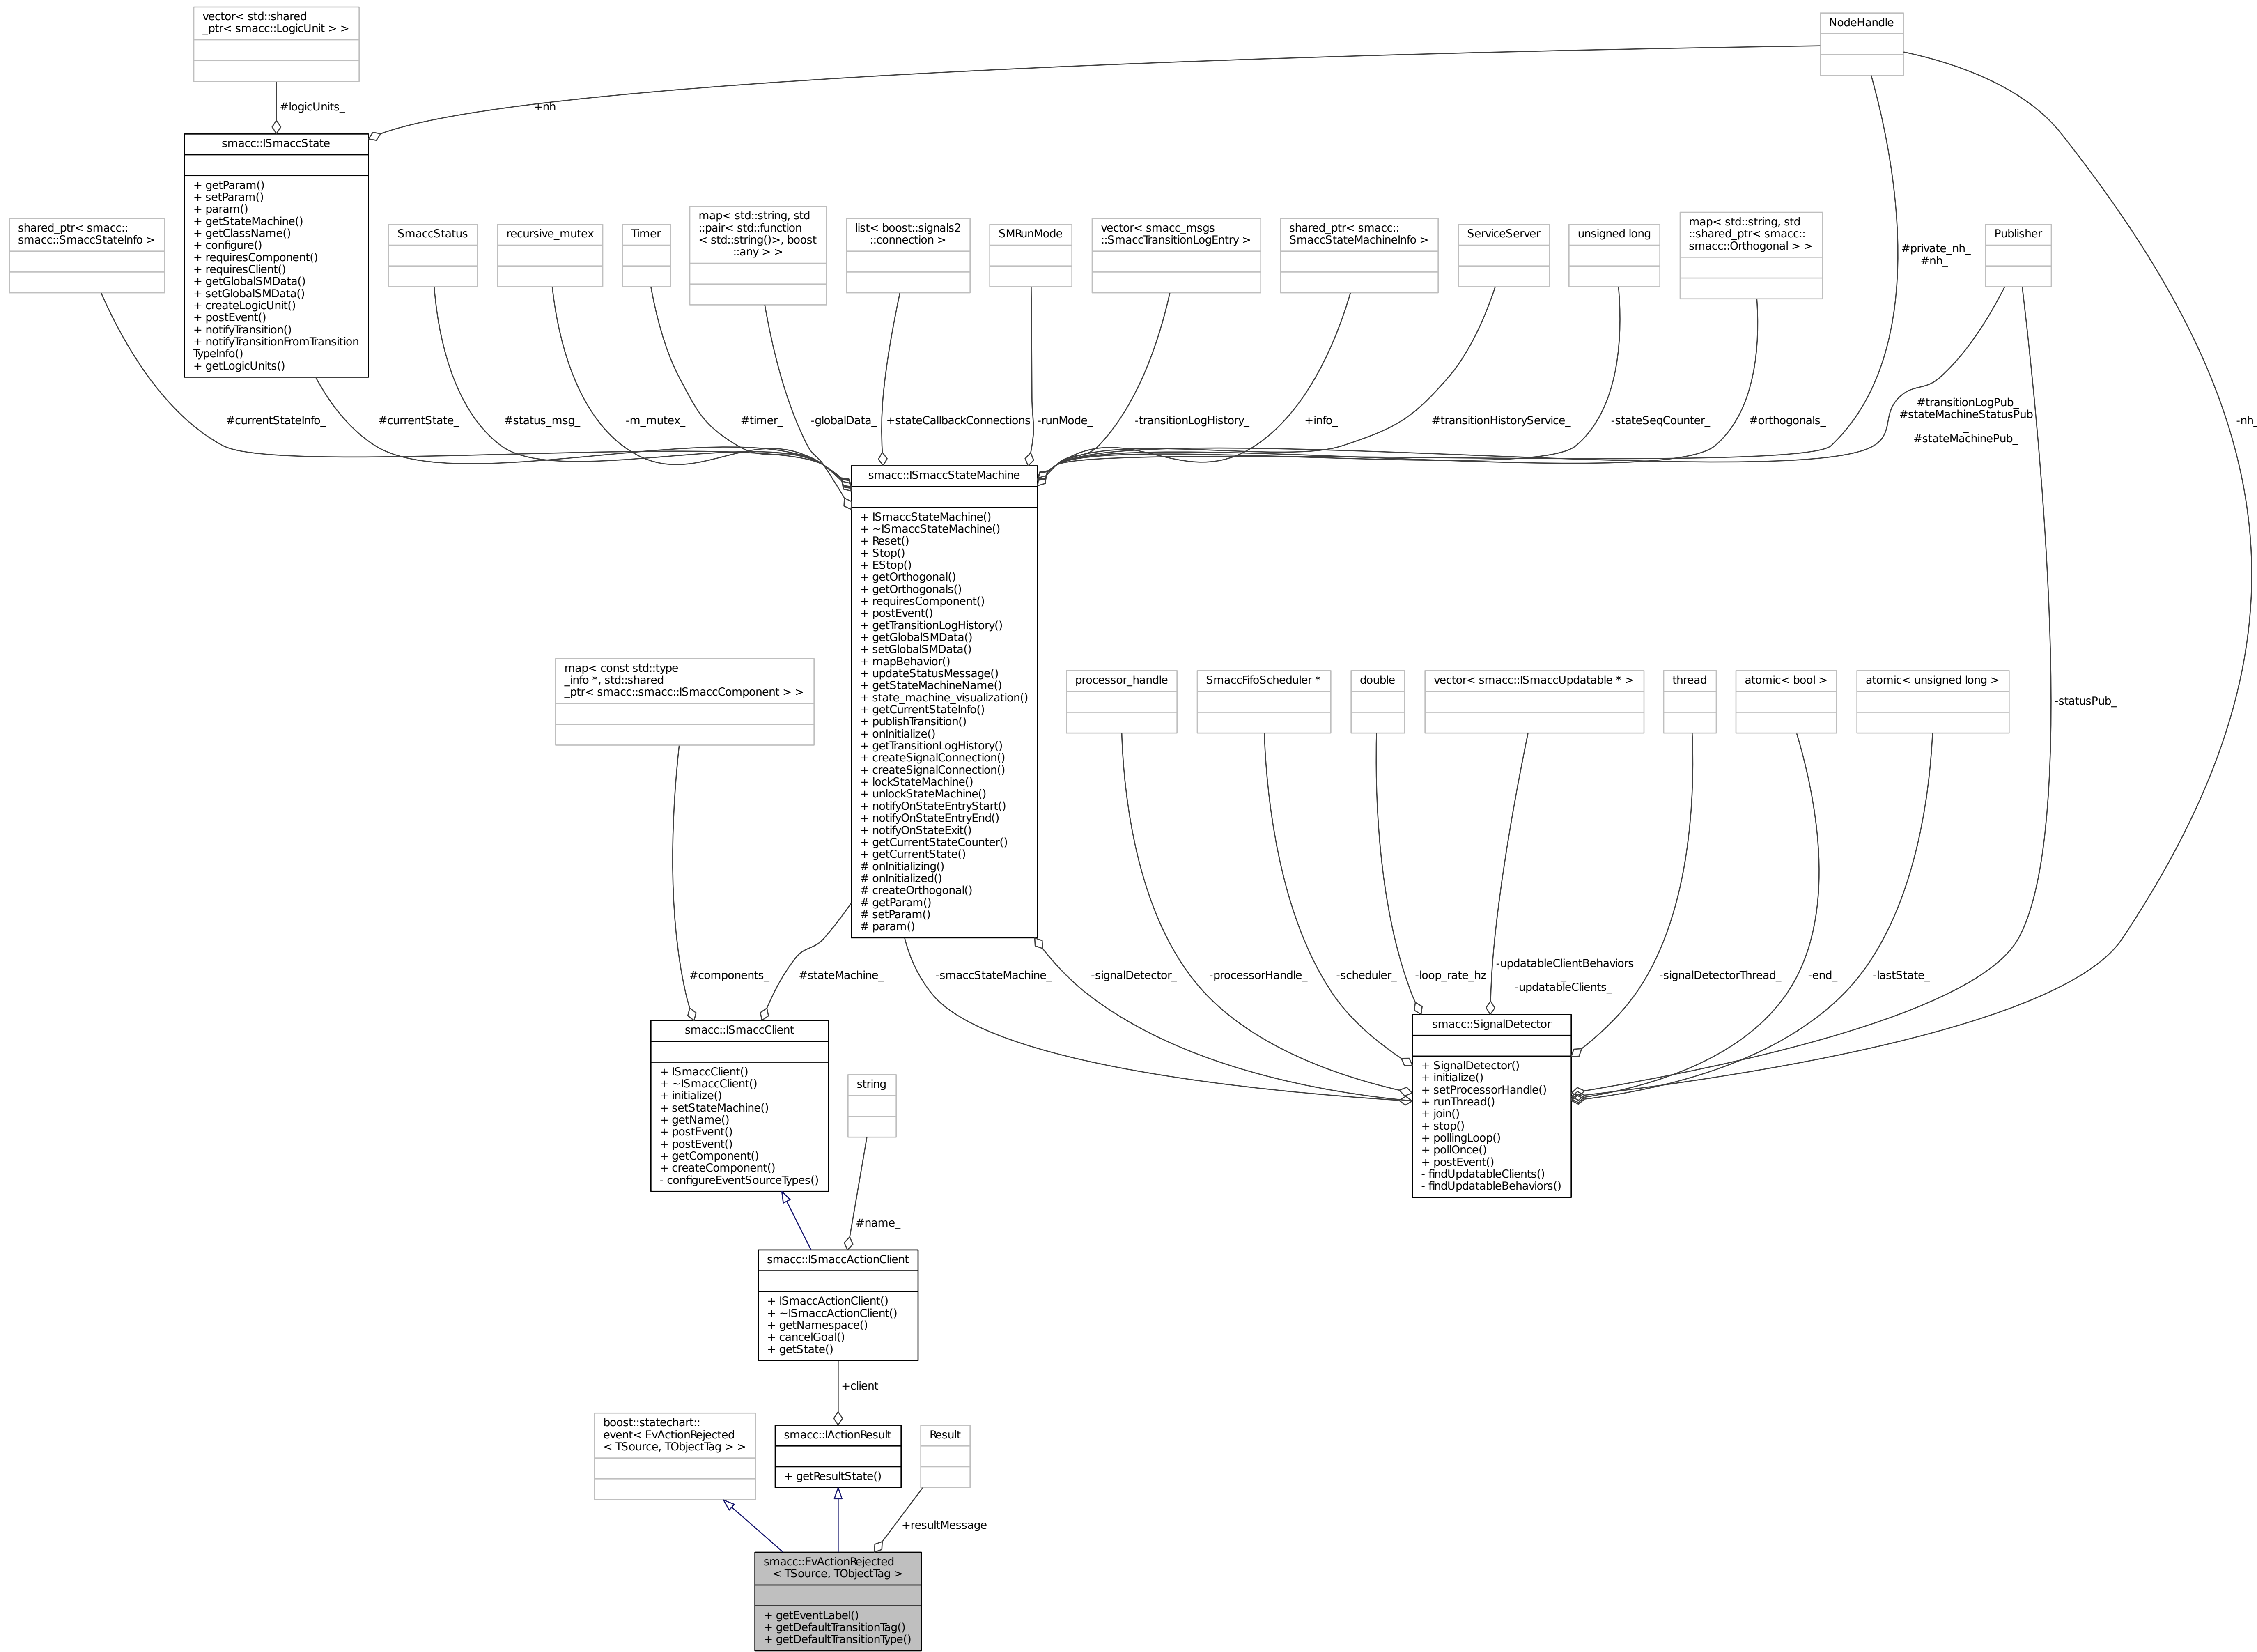 vector< std::shared
_ptr< smacc::LogicUnit > >
NodeHandle
#logicUnits_
+nh
smacc::ISmaccState
+ getParam()
+ setParam()
+ param()
+ getStateMachine()
+ getClassName()
+ configure()
+ requiresComponent()
+ requiresClient()
+ getGlobalSMData()
+ setGlobalSMData()
+ createLogicUnit()
+ postEvent()
+ notifyTransition()
+ notifyTransitionFromTransition
TypeInfo()
+ getLogicUnits()
shared_ptr< smacc::
smacc::SmaccStateInfo >
SmaccStatus
recursive_mutex
Timer
map< std::string, std
::pair< std::function
< std::string()>, boost
::any > >
list< boost::signals2
::connection >
SMRunMode
vector< smacc_msgs
::SmaccTransitionLogEntry >
shared_ptr< smacc::
SmaccStateMachineInfo >
ServiceServer
unsigned long
map< std::string, std
::shared_ptr< smacc::
smacc::Orthogonal > >
#private_nh_
#nh_
Publisher
#currentStateInfo_
#currentState_
#status_msg_
-m_mutex_
#timer_
-globalData_
+stateCallbackConnections
-runMode_
-transitionLogHistory_
+info_
#transitionHistoryService_
-stateSeqCounter_
#orthogonals_
#transitionLogPub_
#stateMachineStatusPub
_
#stateMachinePub_
-nh_
smacc::ISmaccStateMachine
+ ISmaccStateMachine()
+ ~ISmaccStateMachine()
+ Reset()
+ Stop()
+ EStop()
+ getOrthogonal()
+ getOrthogonals()
+ requiresComponent()
+ postEvent()
+ getTransitionLogHistory()
+ getGlobalSMData()
+ setGlobalSMData()
+ mapBehavior()
+ updateStatusMessage()
+ getStateMachineName()
+ state_machine_visualization()
+ getCurrentStateInfo()
+ publishTransition()
+ onInitialize()
+ getTransitionLogHistory()
+ createSignalConnection()
+ createSignalConnection()
+ lockStateMachine()
+ unlockStateMachine()
+ notifyOnStateEntryStart()
+ notifyOnStateEntryEnd()
+ notifyOnStateExit()
+ getCurrentStateCounter()
+ getCurrentState()
# onInitializing()
# onInitialized()
# createOrthogonal()
# getParam()
# setParam()
# param()
map< const std::type
_info *, std::shared
_ptr< smacc::smacc::ISmaccComponent > >
processor_handle
SmaccFifoScheduler *
double
vector< smacc::ISmaccUpdatable * >
thread
atomic< bool >
atomic< unsigned long >
-statusPub_
#components_
#stateMachine_
-smaccStateMachine_
-signalDetector_
-processorHandle_
-scheduler_
-loop_rate_hz
-updatableClientBehaviors
_
-updatableClients_
-signalDetectorThread_
-end_
-lastState_
smacc::ISmaccClient
+ ISmaccClient()
+ ~ISmaccClient()
+ initialize()
+ setStateMachine()
+ getName()
+ postEvent()
+ postEvent()
+ getComponent()
+ createComponent()
- configureEventSourceTypes()
smacc::SignalDetector
+ SignalDetector()
+ initialize()
+ setProcessorHandle()
+ runThread()
+ join()
+ stop()
+ pollingLoop()
+ pollOnce()
+ postEvent()
- findUpdatableClients()
- findUpdatableBehaviors()
string
#name_
smacc::ISmaccActionClient
+ ISmaccActionClient()
+ ~ISmaccActionClient()
+ getNamespace()
+ cancelGoal()
+ getState()
+client
boost::statechart::
event< EvActionRejected
< TSource, TObjectTag > >
smacc::IActionResult
+ getResultState()
Result
+resultMessage
smacc::EvActionRejected
< TSource, TObjectTag >
+ getEventLabel()
+ getDefaultTransitionTag()
+ getDefaultTransitionType()